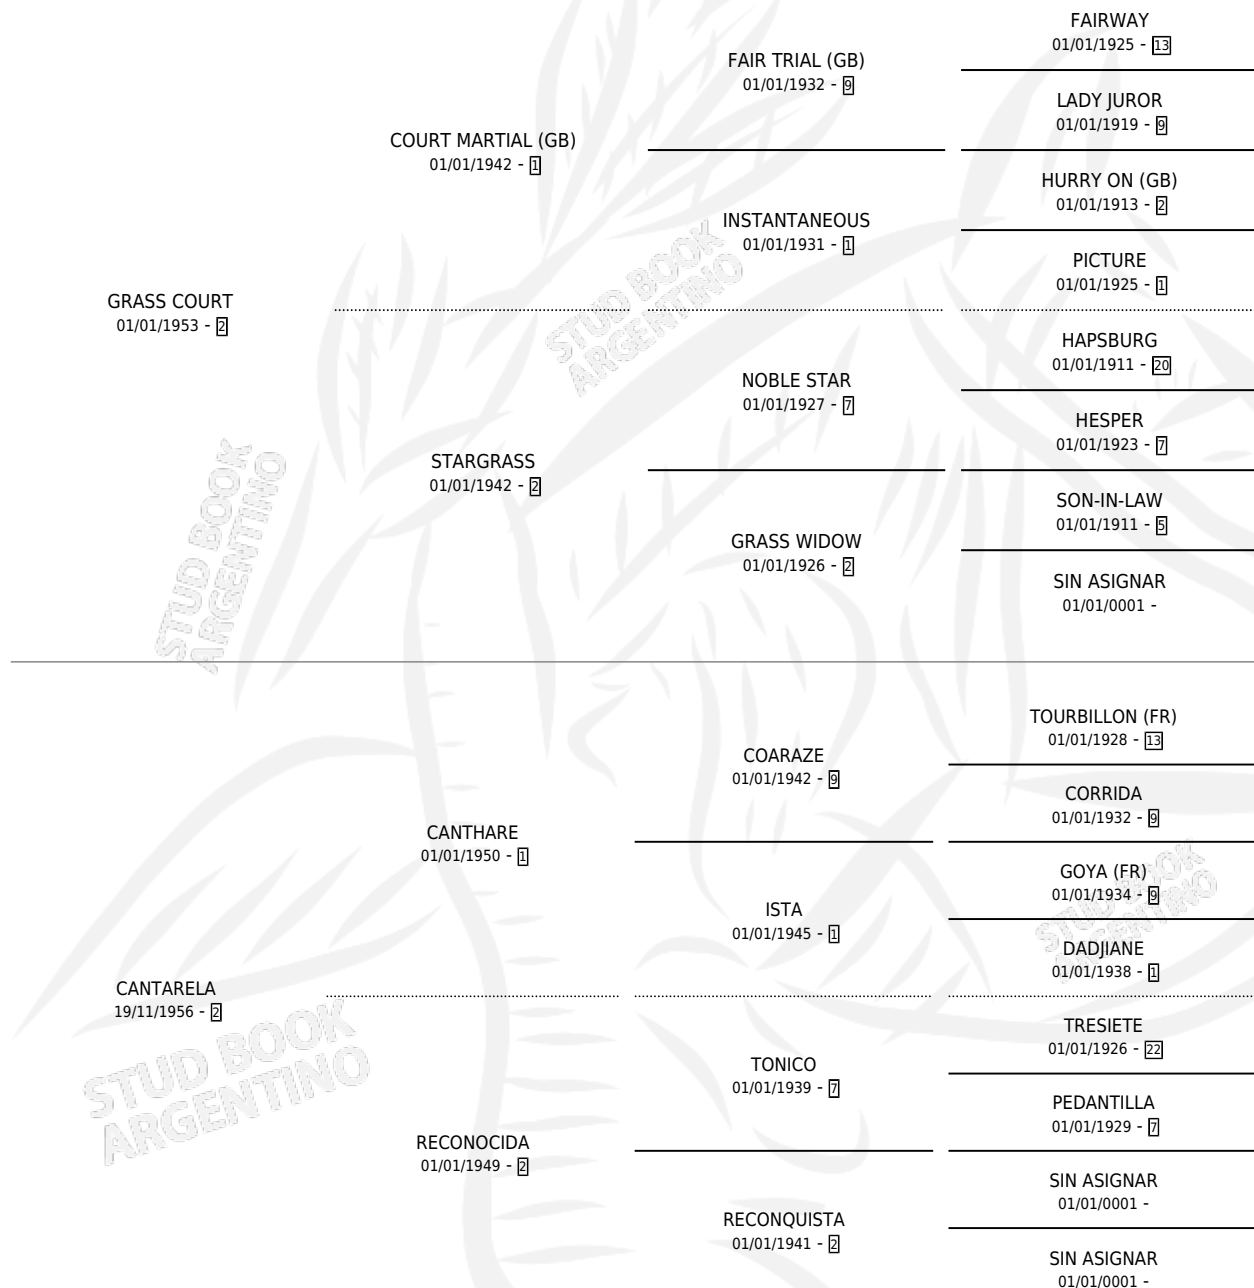 FAIRWAY
01/01/1925 - 13
FAIR TRIAL (GB)
01/01/1932 - 9
LADY JUROR
01/01/1919 - 9
COURT MARTIAL (GB)
01/01/1942 - 1
HURRY ON (GB)
01/01/1913 - 2
INSTANTANEOUS
01/01/1931 - 1
PICTURE
01/01/1925 - 1
GRASS COURT
01/01/1953 - 2
HAPSBURG
01/01/1911 - 20
NOBLE STAR
01/01/1927 - 7
HESPER
01/01/1923 - 7
STARGRASS
01/01/1942 - 2
SON-IN-LAW
01/01/1911 - 5
GRASS WIDOW
01/01/1926 - 2
SIN ASIGNAR
01/01/0001 -
STUD BOOK
ARGENTINO
STUD BOOK
ARGENTINO
TOURBILLON (FR)
01/01/1928 - 13
COARAZE
01/01/1942 - 9
CORRIDA
01/01/1932 - 9
CANTHARE
01/01/1950 - 1
GOYA (FR)
01/01/1934 - 9
ISTA
01/01/1945 - 1
DADJIANE
01/01/1938 - 1
CANTARELA
19/11/1956 - 2
TRESIETE
01/01/1926 - 22
TONICO
01/01/1939 - 7
PEDANTILLA
01/01/1929 - 7
RECONOCIDA
01/01/1949 - 2
SIN ASIGNAR
01/01/0001 -
RECONQUISTA
01/01/1941 - 2
SIN ASIGNAR
01/01/0001 -
STUD BOOK
ARGENTINO
STUD BOOK
ARGENTINO